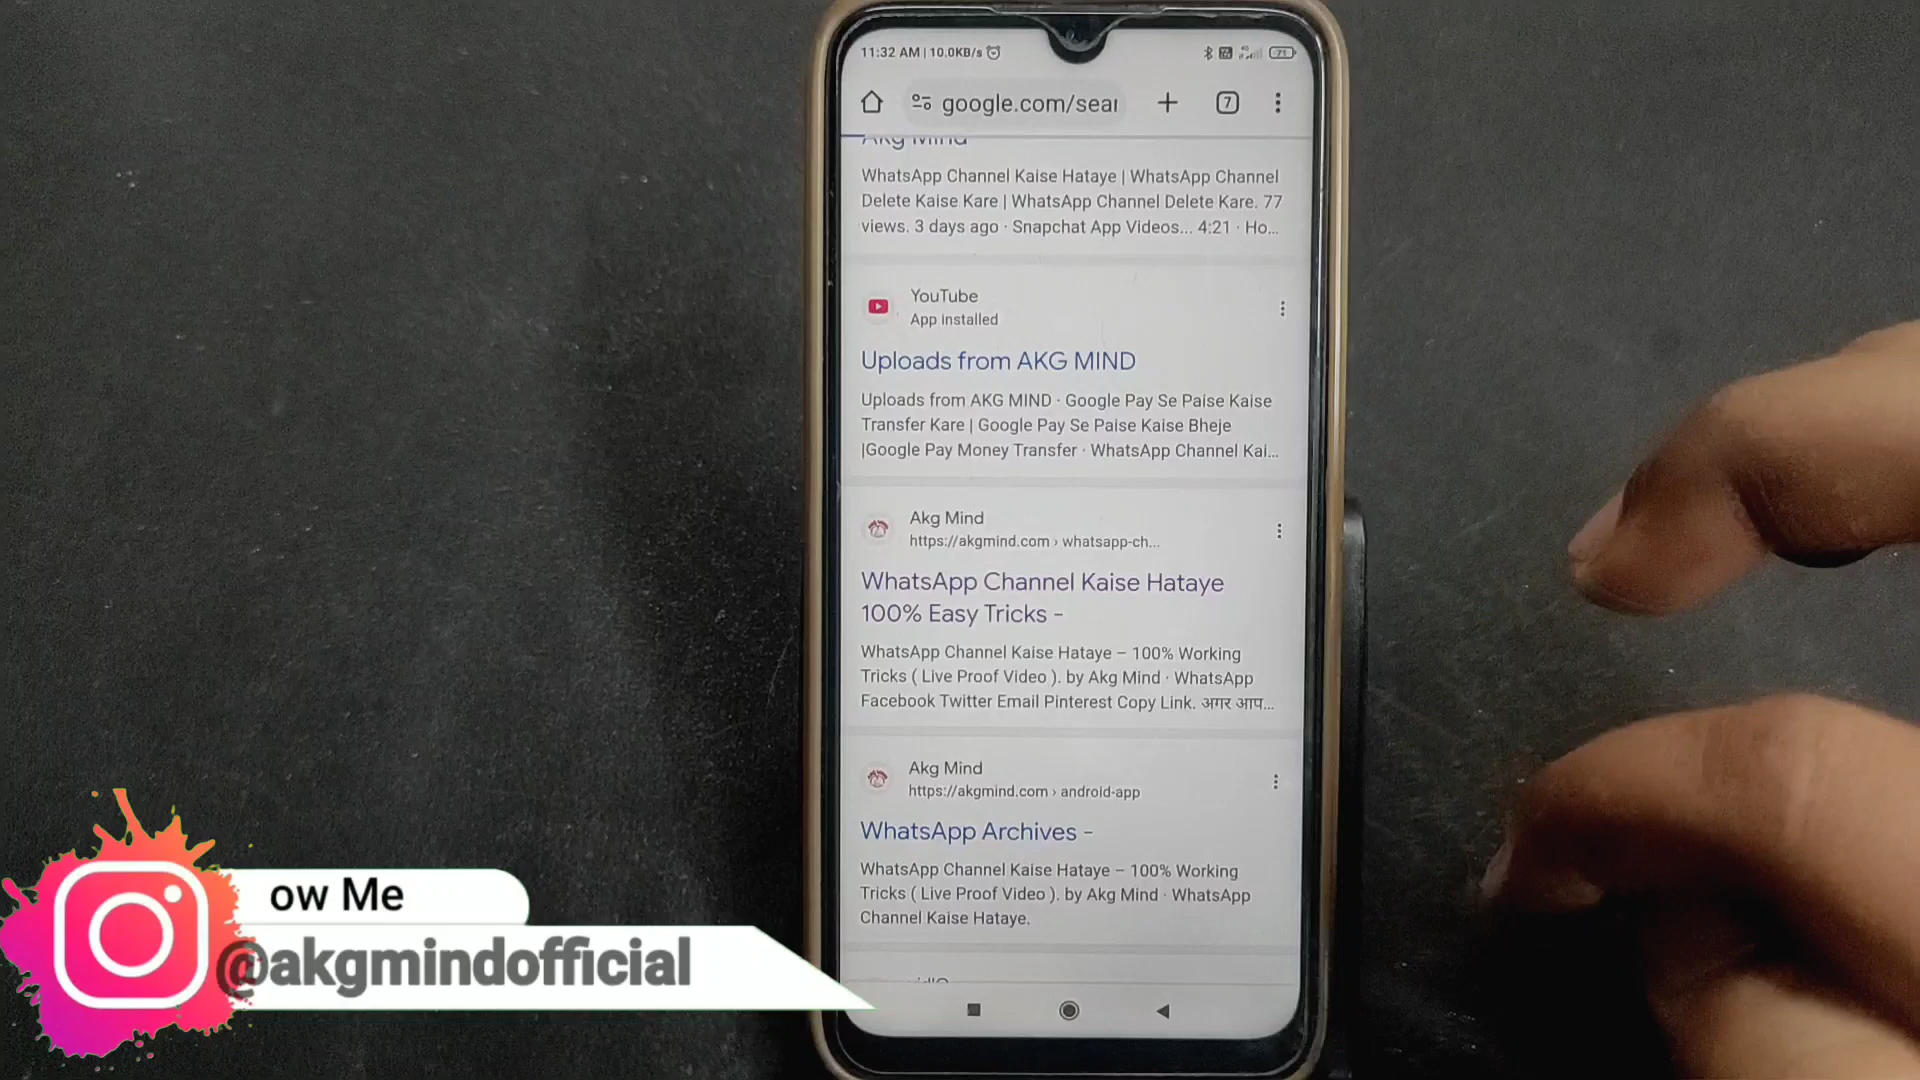 11:32 AM | 10.0KB/s
71
google.com/sear
7
Akg Mind
WhatsApp Channel Kaise Hataye | WhatsApp Channel
Delete Kaise Kare | WhatsApp Channel Delete Kare. 77
views. 3 days ago · Snapchat App Videos... 4:21 · Ho...
YouTube
App installed
Uploads from AKG MIND
Uploads from AKG MIND · Google Pay Se Paise Kaise
Transfer Kare | Google Pay Se Paise Kaise Bheje
|Google Pay Money Transfer · WhatsApp Channel Kai...
Akg Mind
https://akgmind.com › whatsapp-ch...
WhatsApp Channel Kaise Hataye
100% Easy Tricks -
WhatsApp Channel Kaise Hataye – 100% Working
Tricks ( Live Proof Video ). by Akg Mind · WhatsApp
Facebook Twitter Email Pinterest Copy Link. अगर आप...
Akg Mind
https://akgmind.com › android-app
WhatsApp Archives -
WhatsApp Channel Kaise Hataye – 100% Working
Tricks ( Live Proof Video ). by Akg Mind · WhatsApp
Channel Kaise Hataye.
ow Me
@akgmindofficial